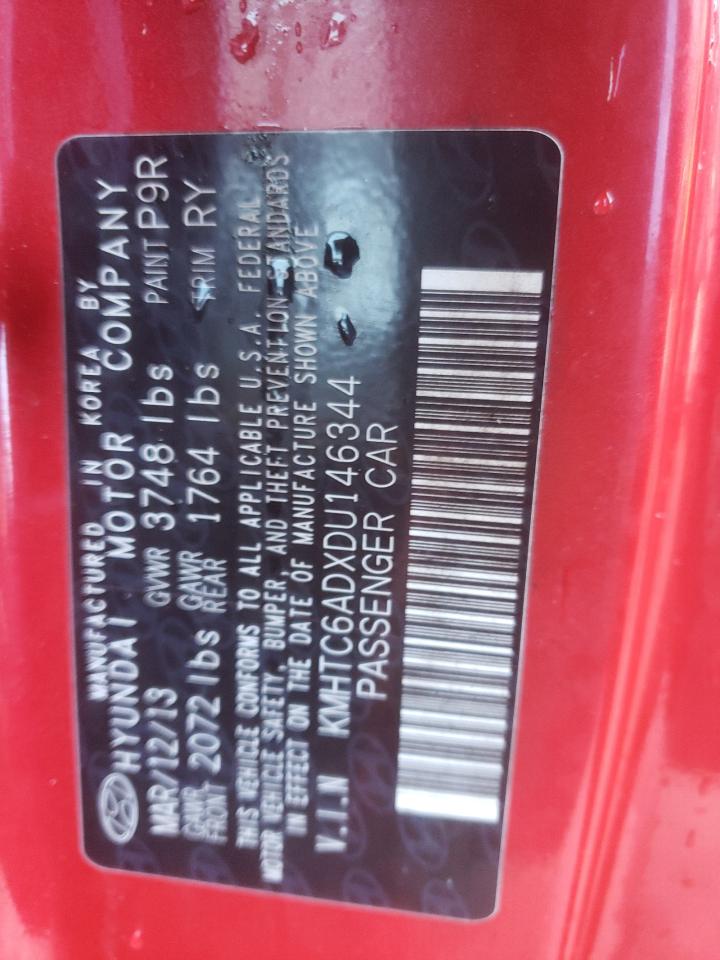 MANUFACTURED IN KOREA BY
HYUNDAI MOTOR COMPANY
MAR/12/13 GVWR 3748 lbs PAINT P9R
GAWR FRONT 2072 lbs GAWR REAR 1764 lbs TRIM RY
THIS VEHICLE CONFORMS TO ALL APPLICABLE U.S.A. FEDERAL
MOTOR VEHICLE SAFETY, BUMPER, AND THEFT PREVENTION STANDARDS
IN EFFECT ON THE DATE OF MANUFACTURE SHOWN ABOVE
V.I.N KMHTC6ADXDU146344
PASSENGER CAR